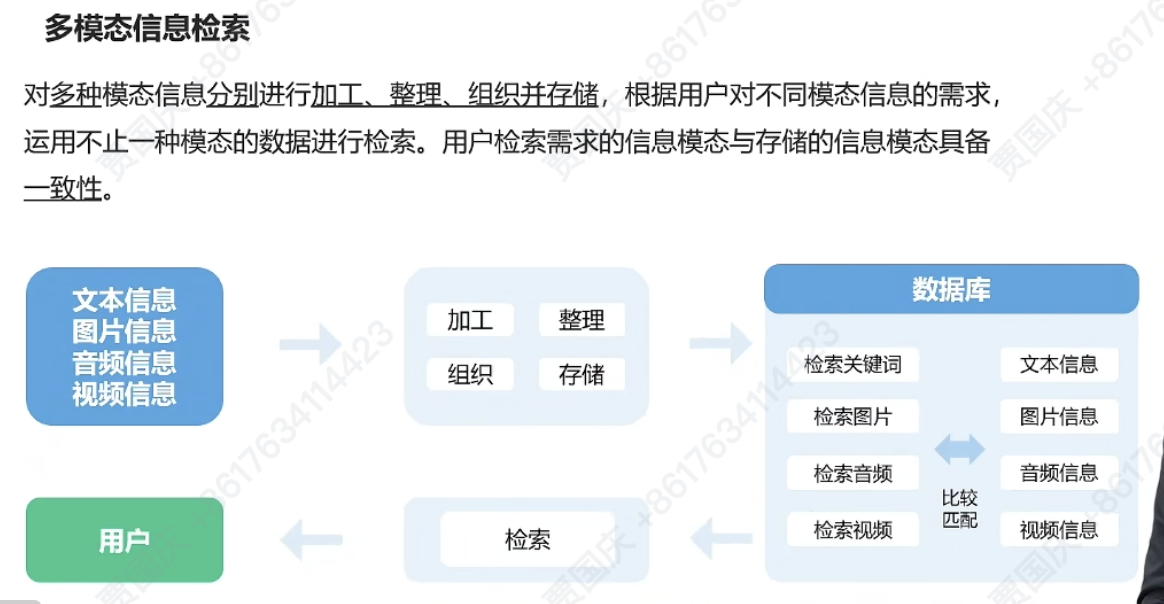 多模态信息检索
对多种模态信息分别进行加工、整理、组织并存储，根据用户对不同模态信息的需求，
运用不止一种模态的数据进行检索。用户检索需求的信息模态与存储的信息模态具备
一致性。
文本信息
图片信息
音频信息
视频信息
加工
整理
组织
存储
数据库
检索关键词
文本信息
检索图片
图片信息
检索音频
音频信息
检索视频
视频信息
比较
匹配
用户
检索
贾国庆 +8617634114423